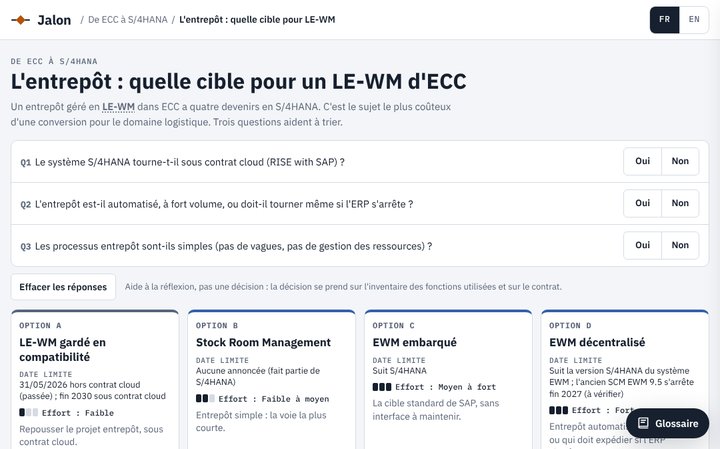 Jalon / De ECC à S/4HANA / L'entrepôt : quelle cible pour LE-WM
FR EN
DE ECC À S/4HANA
L'entrepôt : quelle cible pour un LE-WM d'ECC
Un entrepôt géré en LE-WM dans ECC a quatre devenirs en S/4HANA. C'est le sujet le plus coûteux
d'une conversion pour le domaine logistique. Trois questions aident à trier.
Q1 Le système S/4HANA tourne-t-il sous contrat cloud (RISE with SAP) ?
Oui Non
Q2 L'entrepôt est-il automatisé, à fort volume, ou doit-il tourner même si l'ERP s'arrête ?
Oui Non
Q3 Les processus entrepôt sont-ils simples (pas de vagues, pas de gestion des ressources) ?
Oui Non
Effacer les réponses
Aide à la réflexion, pas une décision : la décision se prend sur l'inventaire des fonctions utilisées et sur le contrat.
OPTION A
LE-WM gardé en
compatibilité
DATE LIMITE
31/05/2026 hors contrat cloud
(passée) ; fin 2030 sous contrat cloud
Effort : Faible
Repousser le projet entrepôt, sous
contrat cloud.
OPTION B
Stock Room Management
DATE LIMITE
Aucune annoncée (fait partie de
S/4HANA)
Effort : Faible à moyen
Entrepôt simple : la voie la plus
courte.
OPTION C
EWM embarqué
DATE LIMITE
Suit S/4HANA
Effort : Moyen à fort
La cible standard de SAP, sans
interface à maintenir.
OPTION D
EWM décentralisé
DATE LIMITE
Suit la version S/4HANA du système
EWM ; l'ancien SCM EWM 9.5 s'arrête
fin 2027 (à vérifier)
Effort : Fort
Entrepôt
ou qui doit expédier si l'ERP
Glossaire